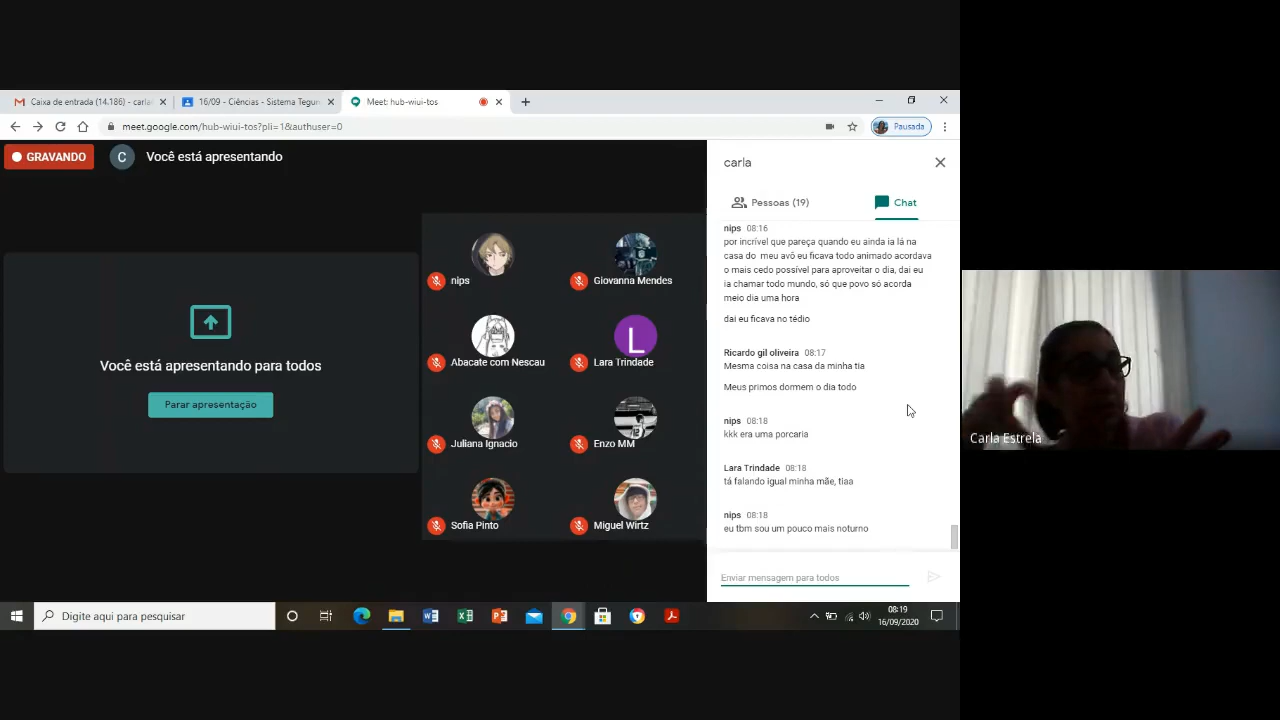 Caixa de entrada (14.186) - carla
16/09 - Ciências - Sistema Tegur
Meet: hub-wiui-tos
meet.google.com/hub-wiui-tos?pli=1&authuser=0
Pausada
GRAVANDO
C
Você está apresentando
carla
Pessoas (19)
Chat
Você está apresentando para todos
Parar apresentação
nips
Giovanna Mendes
Abacate com Nescau
L
Lara Trindade
Juliana Ignacio
Enzo MM
Sofia Pinto
Miguel Wirtz
nips 08:16
por incrível que pareça quando eu ainda ia lá na
casa do meu avô eu ficava todo animado acordava
o mais cedo possível para aproveitar o dia, dai eu
ia chamar todo mundo, só que povo só acorda
meio dia uma hora
dai eu ficava no tédio
Ricardo gil oliveira 08:17
Mesma coisa na casa da minha tia
Meus primos dormem o dia todo
nips 08:18
kkk era uma porcaria
Lara Trindade 08:18
tá falando igual minha mãe, tiaa
nips 08:18
eu tbm sou um pouco mais noturno
Enviar mensagem para todos
Carla Estrela
Digite aqui para pesquisar
08:19
16/09/2020